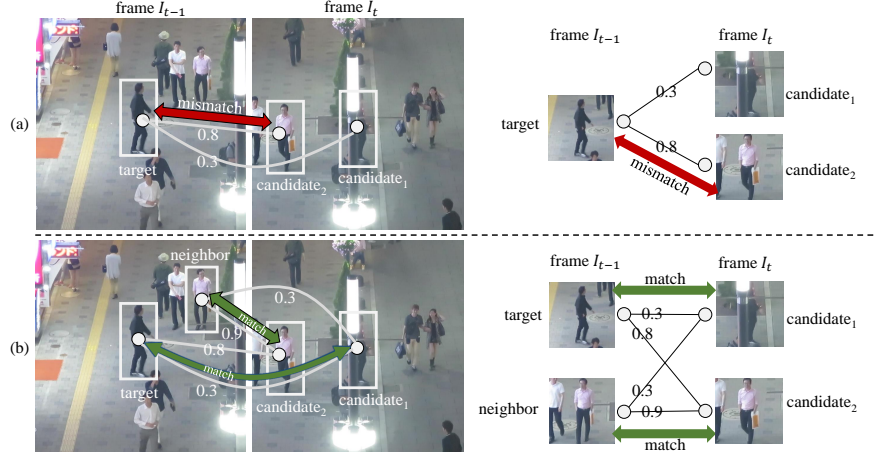 frame I_{t−1}
frame I_t
(a)
mismatch
0.8
0.3
target
candidate_2
candidate_1
frame I_{t−1}
frame I_t
0.3
candidate_1
target
0.8
mismatch
candidate_2
(b)
neighbor
0.3
match
0.9
0.8
match
0.3
target
candidate_2
candidate_1
frame I_{t−1}
match
frame I_t
target
0.3
candidate_1
0.8
0.3
neighbor
0.9
candidate_2
match